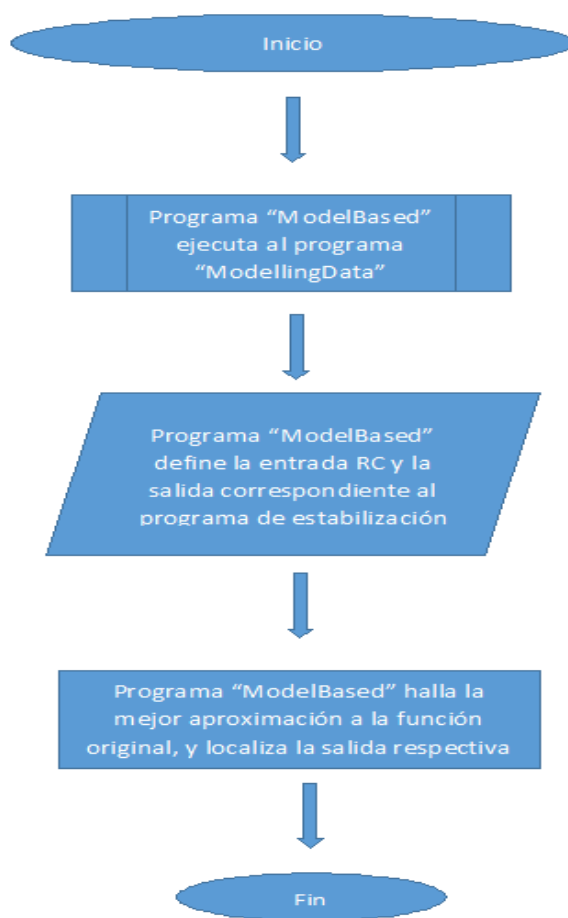 Inicio
Programa “ModelBased”
ejecuta al programa
“ModellingData”
Programa “ModelBased”
define la entrada RC y la
salida correspondiente al
programa de estabilización
Programa “ModelBased” halla la
mejor aproximación a la función
original, y localiza la salida respectiva
Fin